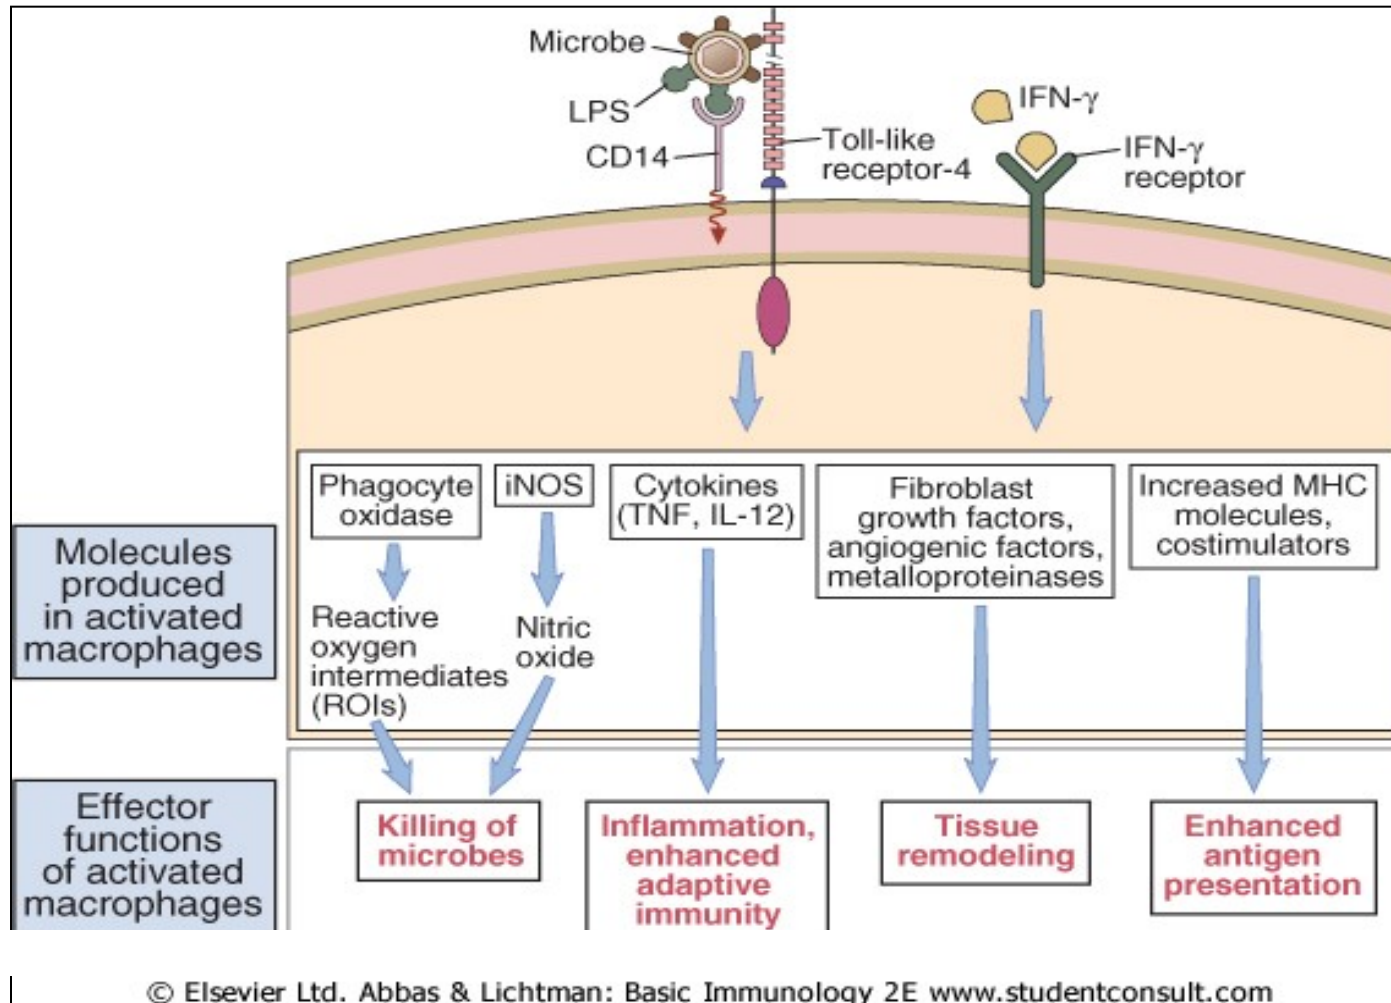 Microbe
LPS
CD14
Toll-like
receptor-4
IFN-γ
IFN-γ
receptor
Molecules
produced
in activated
macrophages
Phagocyte
oxidase
Reactive
oxygen
intermediates
(ROIs)
iNOS
Nitric
oxide
Cytokines
(TNF, IL-12)
Fibroblast
growth factors,
angiogenic factors,
metalloproteinases
Increased MHC
molecules,
costimulators
Effector
functions
of activated
macrophages
Killing of
microbes
Inflammation,
enhanced
adaptive
immunity
Tissue
remodeling
Enhanced
antigen
presentation
© Elsevier Ltd. Abbas & Lichtman: Basic Immunology 2E www.studentconsult.com